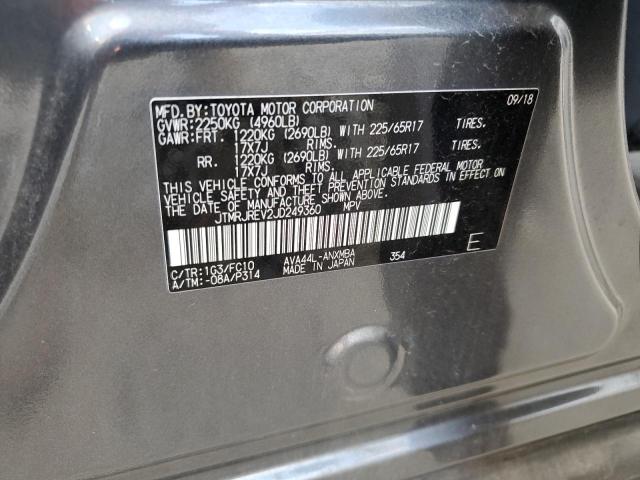 MFD.BY:TOYOTA MOTOR CORPORATION 09/18
GVWR:2250KG (4960LB)
GAWR:FRT. 1220KG (2690LB) WITH 225/65R17 TIRES.
17X7J RIMS.
RR. 1220KG (2690LB) WITH 225/65R17 TIRES.
17X7J RIMS.
THIS VEHICLE CONFORMS TO ALL APPLICABLE FEDERAL MOTOR
VEHICLE SAFETY AND THEFT PREVENTION STANDARDS IN EFFECT
ON THE DATE OF MANUFACTURE SHOWN ABOVE.
JTMRJREV2JD249360 MPV
C/TR:1G3/FC10 AVA44L-ANXMBA 354 E
A/TM:-08A/P314 MADE IN JAPAN